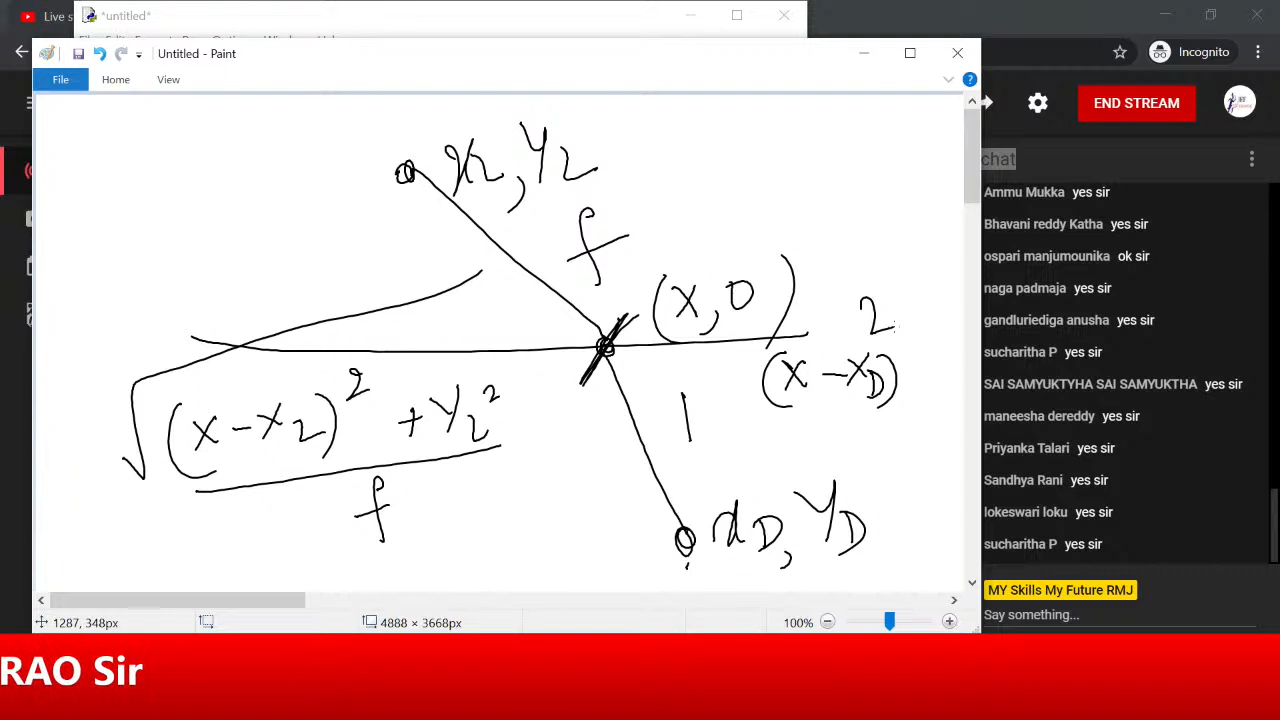 Live s
*untitled*
Untitled - Paint
Incognito
File
Home
View
END STREAM
chat
x2, y2
f
(x, 0)
2
(x - xD)
√(x - x2)² + y2²
f
1
xD, yD
Ammu Mukka yes sir
Bhavani reddy Katha yes sir
ospari manjumounika ok sir
naga padmaja yes sir
gandluriediga anusha yes sir
sucharitha P yes sir
SAI SAMYUKTYHA SAI SAMYUKTHA yes sir
maneesha dereddy yes sir
Priyanka Talari yes sir
Sandhya Rani yes sir
lokeswari loku yes sir
sucharitha P yes sir
MY Skills My Future RMJ
Say something...
1287, 348px
4888 × 3668px
100%
RAO Sir